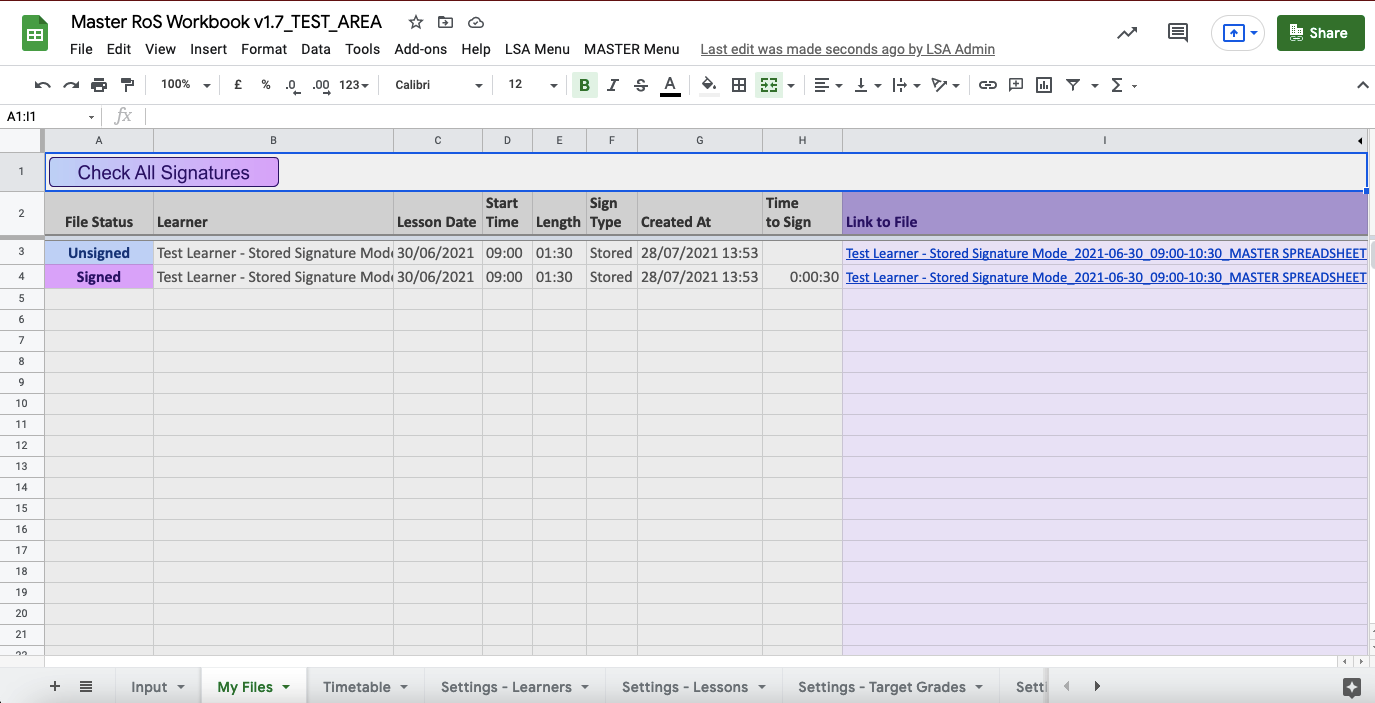 Master RoS Workbook v1.7_TEST_AREA
File Edit View Insert Format Data Tools Add-ons Help LSA Menu MASTER Menu Last edit was made seconds ago by LSA Admin
Share
100% £ % .0 .00 123 Calibri 12 B I S A Σ
A1:I1 fx
A B C D E F G H I
1 Check All Signatures
2 File Status Learner Lesson Date Start Time Length Sign Type Created At Time to Sign Link to File
3 Unsigned Test Learner - Stored Signature Mode 30/06/2021 09:00 01:30 Stored 28/07/2021 13:53 Test Learner - Stored Signature Mode_2021-06-30_09:00-10:30_MASTER SPREADSHEET
4 Signed Test Learner - Stored Signature Mode 30/06/2021 09:00 01:30 Stored 28/07/2021 13:53 0:00:30 Test Learner - Stored Signature Mode_2021-06-30_09:00-10:30_MASTER SPREADSHEET
5
6
7
8
9
10
11
12
13
14
15
16
17
18
19
20
21
22
+ Input My Files Timetable Settings - Learners Settings - Lessons Settings - Target Grades Setti